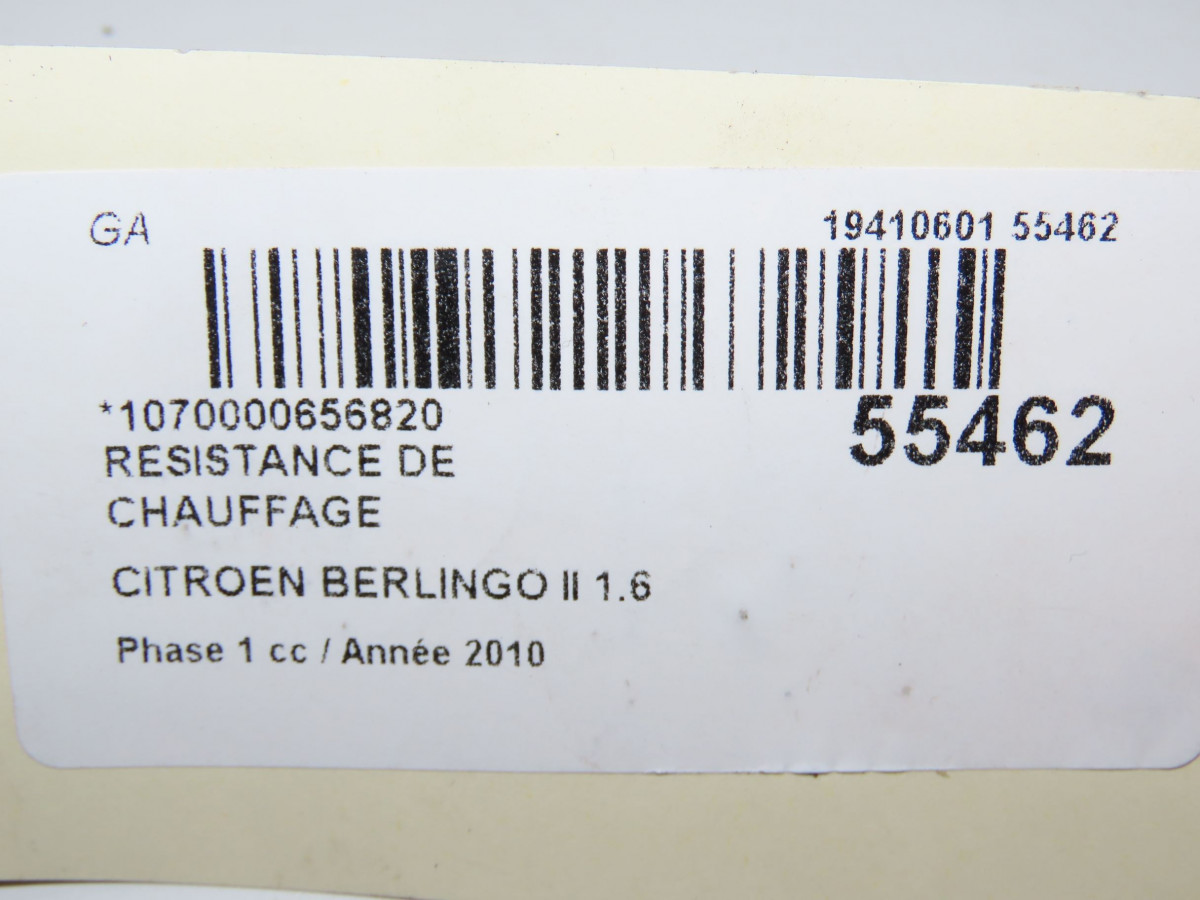 GA
19410601 55462
*1070000656820
55462
RESISTANCE DE
CHAUFFAGE
CITROEN BERLINGO II 1.6
Phase 1 cc / Année 2010